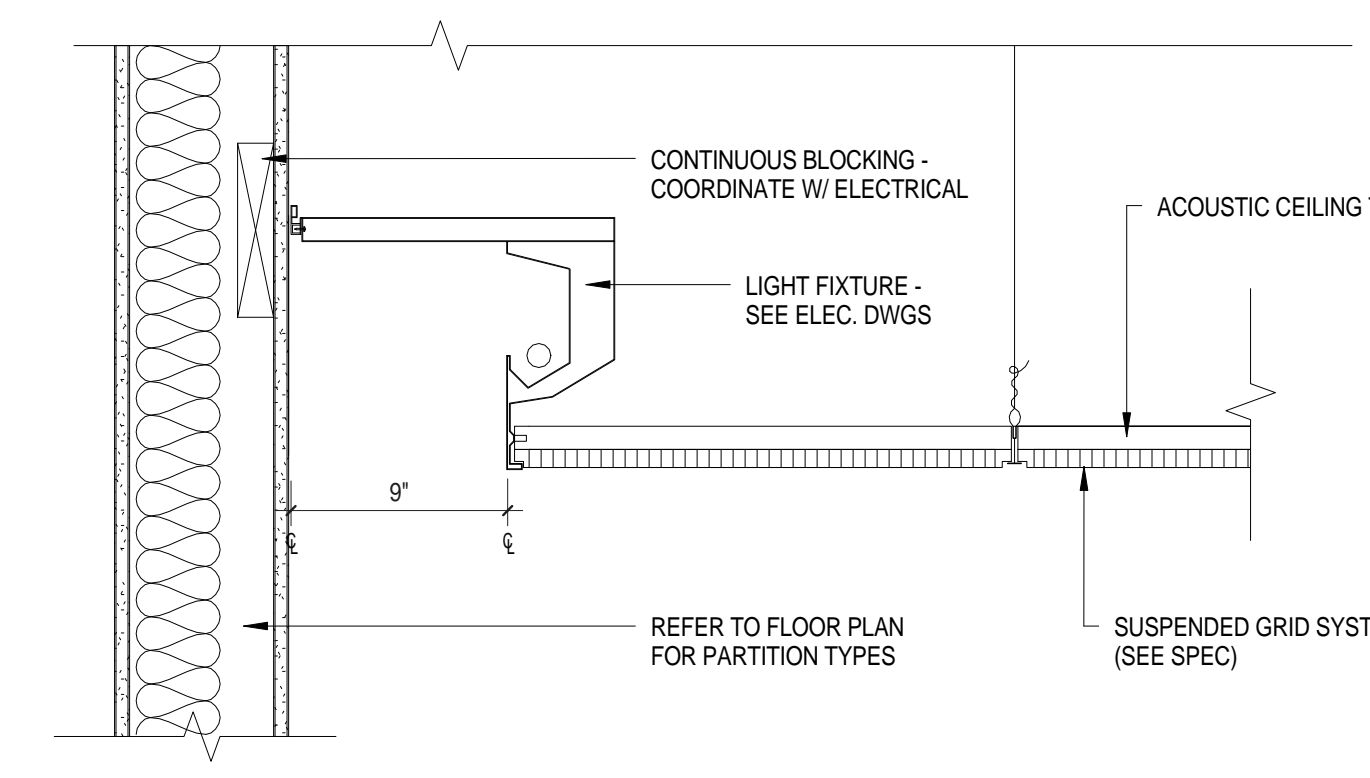 CONTINUOUS BLOCKING -
COORDINATE W/ ELECTRICAL
ACOUSTIC CEILING
LIGHT FIXTURE -
SEE ELEC. DWGS
9"
℄ ℄
REFER TO FLOOR PLAN
FOR PARTITION TYPES
SUSPENDED GRID
(SEE SPEC)